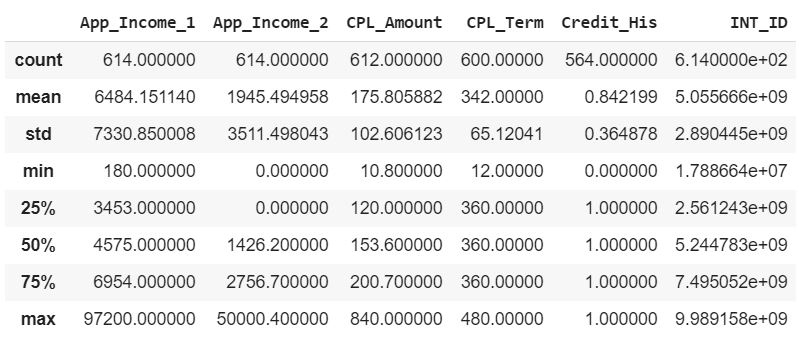 App_Income_1 App_Income_2 CPL_Amount CPL_Term Credit_His INT_ID
count 614.000000 614.000000 612.000000 600.00000 564.000000 6.140000e+02
mean 6484.151140 1945.494958 175.805882 342.00000 0.842199 5.055666e+09
std 7330.850008 3511.498043 102.606123 65.12041 0.364878 2.890445e+09
min 180.000000 0.000000 10.800000 12.00000 0.000000 1.788664e+07
25% 3453.000000 0.000000 120.000000 360.00000 1.000000 2.561243e+09
50% 4575.000000 1426.200000 153.600000 360.00000 1.000000 5.244783e+09
75% 6954.000000 2756.700000 200.700000 360.00000 1.000000 7.495052e+09
max 97200.000000 50000.400000 840.000000 480.00000 1.000000 9.989158e+09